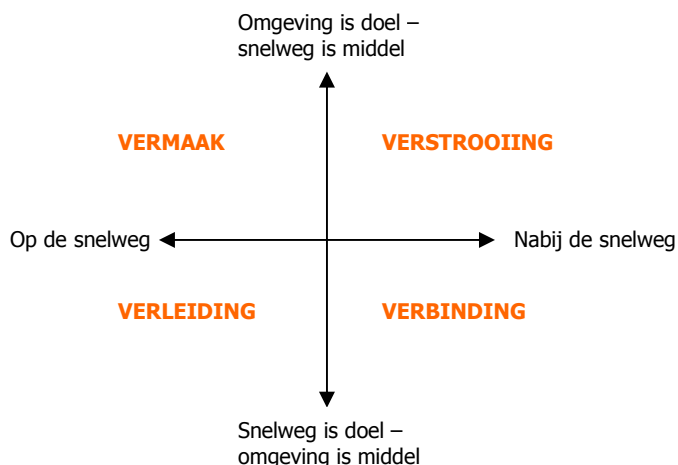 Omgeving is doel –
snelweg is middel
VERMAAK
VERSTROOIING
Op de snelweg
Nabij de snelweg
VERLEIDING
VERBINDING
Snelweg is doel –
omgeving is middel